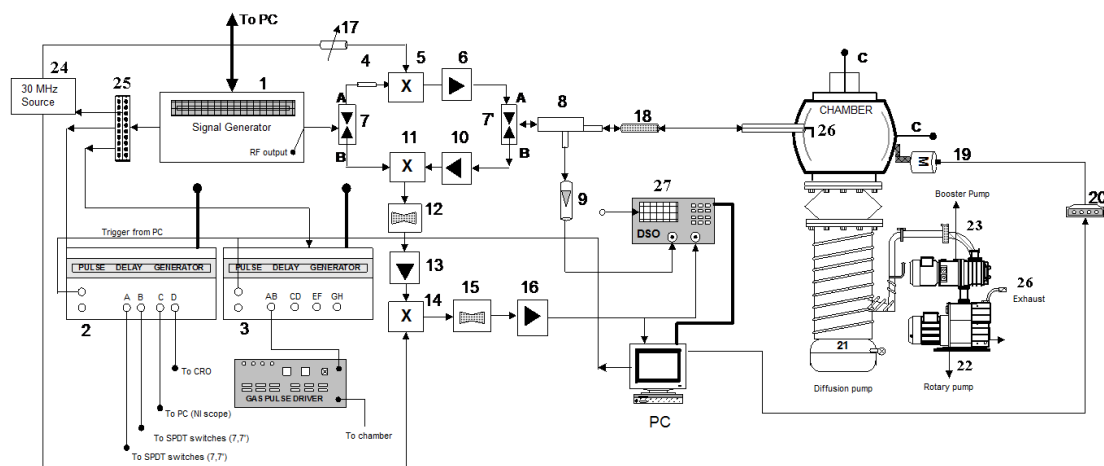 To PC
17
24
30 MHz
Source
25
1
Signal Generator
RF output
4
5
X
6
A
7
B
11
X
10
A
7'
B
8
18
9
12
13
14
X
15
16
27
DSO
C
CHAMBER
26
C
M
19
20
Booster Pump
23
26
Exhaust
22
Rotary pump
21
Diffusion pump
Trigger from PC
PULSE DELAY GENERATOR
A B C D
2
PULSE DELAY GENERATOR
AB CD EF GH
3
GAS PULSE DRIVER
To chamber
To CRO
To PC (NI scope)
To SPDT switches (7,7')
To SPDT switches (7,7')
PC